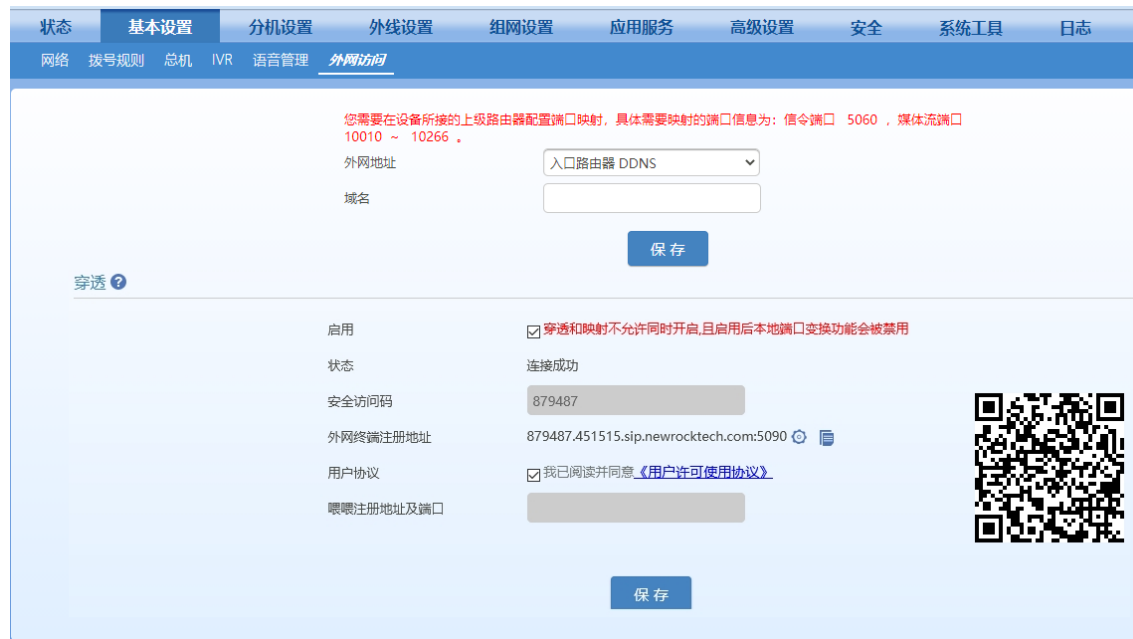 状态 基本设置 分机设置 外线设置 组网设置 应用服务 高级设置 安全 系统工具 日志
网络 拨号规则 总机 IVR 语音管理 外网访问
您需要在设备所接的上级路由器配置端口映射，具体需要映射的端口信息为：信令端口 5060 ，媒体流端口
10010 ~ 10266 。
外网地址 入口路由器 DDNS
域名
保存
穿透 ?
启用 穿透和映射不允许同时开启,且启用后本地端口变换功能会被禁用
状态 连接成功
安全访问码 879487
外网终端注册地址 879487.451515.sip.newrocktech.com:5090
用户协议 我已阅读并同意《用户许可使用协议》
喂喂注册地址及端口
保存